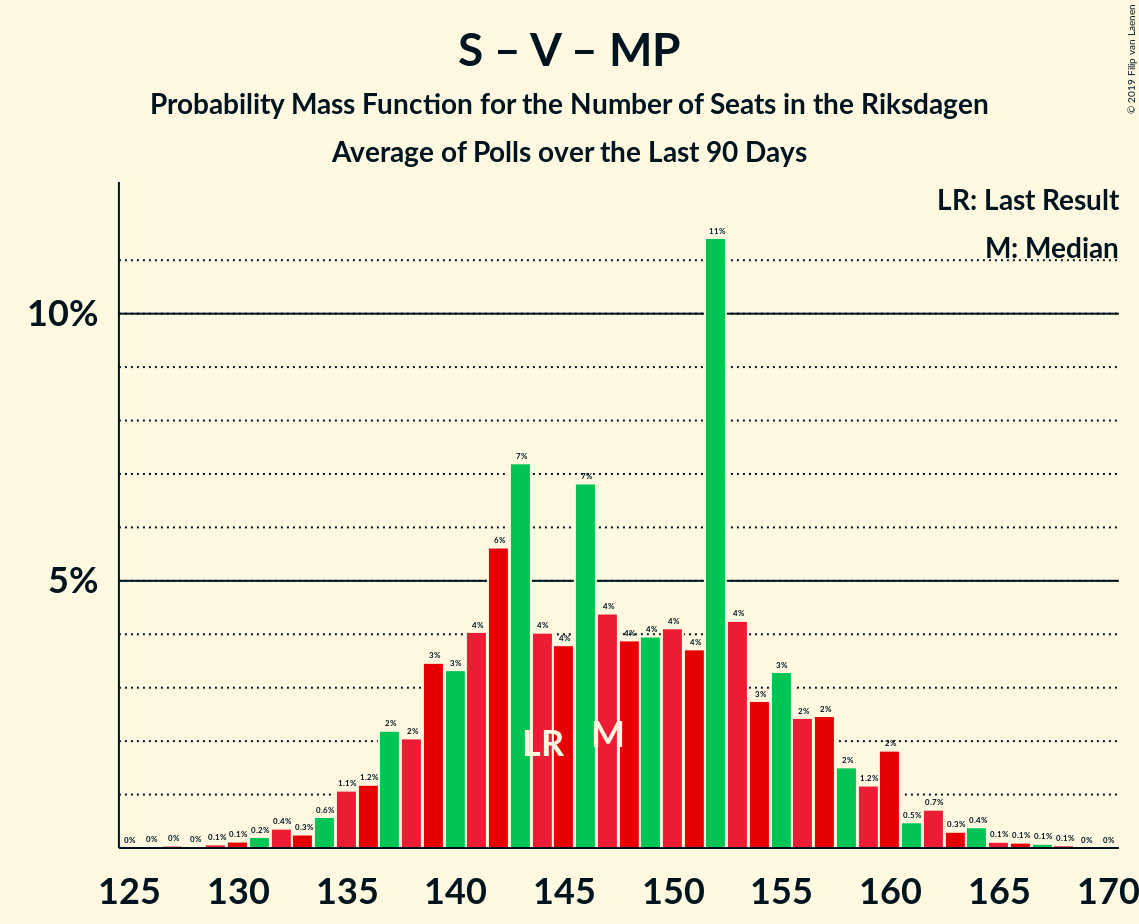 S – V – MP
Probability Mass Function for the Number of Seats in the Riksdagen
Average of Polls over the Last 90 Days
© 2019 Filip van Laenen
LR: Last Result
M: Median
10%
5%
0% 0% 0% 0% 0.1% 0.1% 0.2% 0.4% 0.3% 0.6% 1.1% 1.2% 2% 2% 3% 3% 4% 6% 7% 4% 4% 7% 4% 4% 4% 4% 4% 11% 4% 3% 3% 2% 2% 2% 1.2% 2% 0.5% 0.7% 0.3% 0.4% 0.1% 0.1% 0.1% 0.1% 0% 0%
LR M
125 130 135 140 145 150 155 160 165 170